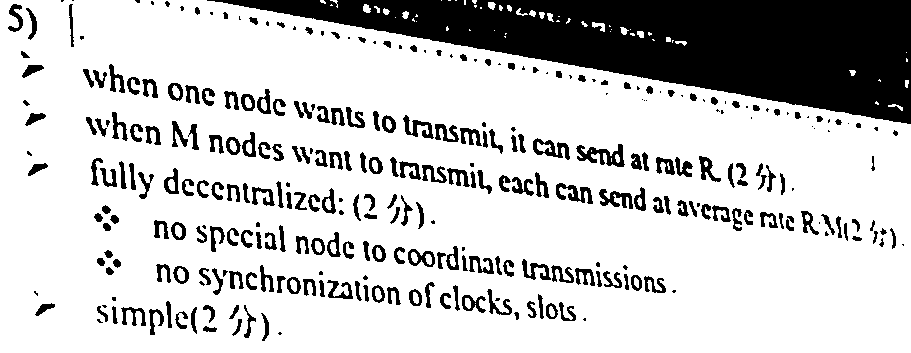 5)
➢ when one node wants to transmit, it can send at rate R. (2 分).
➢ when M nodes want to transmit, each can send at average rate R/M(2 分).
➢ fully decentralized: (2 分).
❖ no special node to coordinate transmissions.
❖ no synchronization of clocks, slots.
➢ simple(2 分).